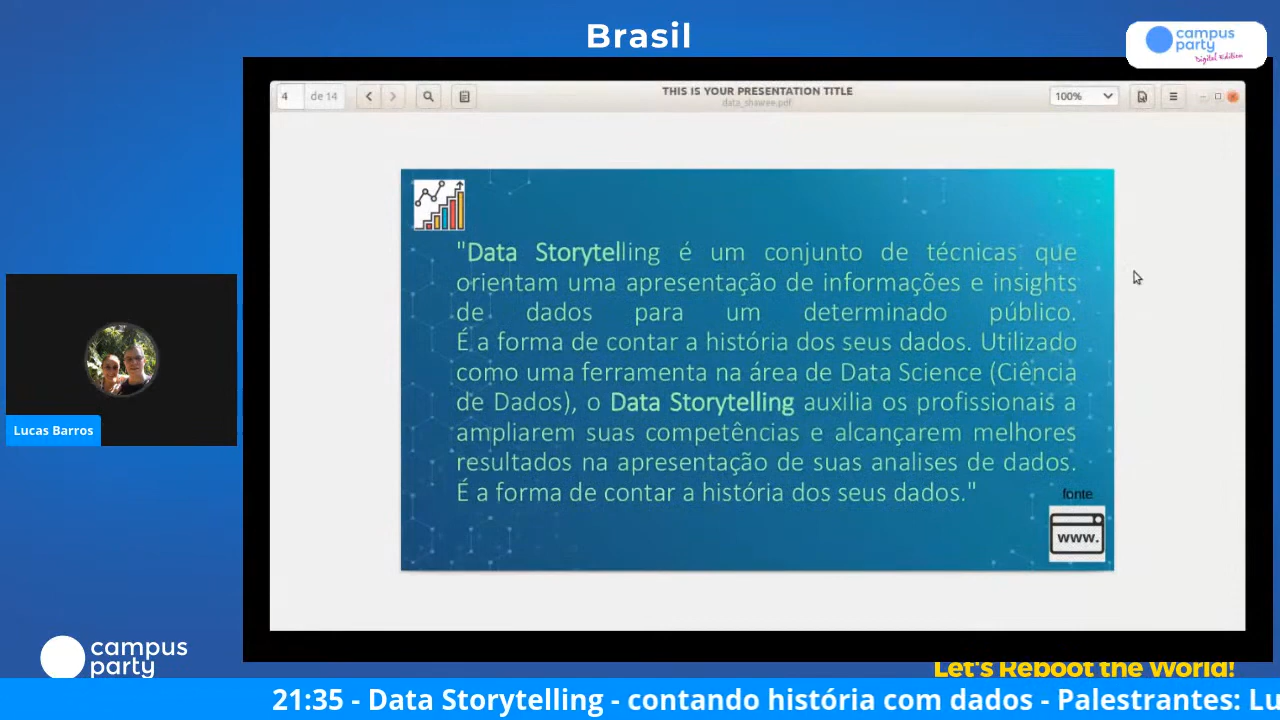 Brasil
campus
party
Digital Edition
4 de 14
THIS IS YOUR PRESENTATION TITLE
data_shawee.pdf
100%
"Data Storytelling é um conjunto de técnicas que
orientam uma apresentação de informações e insights
de dados para um determinado público.
É a forma de contar a história dos seus dados. Utilizado
como uma ferramenta na área de Data Science (Ciência
de Dados), o Data Storytelling auxilia os profissionais a
ampliarem suas competências e alcançarem melhores
resultados na apresentação de suas analises de dados.
É a forma de contar a história dos seus dados."
fonte
www.
Lucas Barros
campus
party
Let's Reboot the World!
21:35 - Data Storytelling - contando história com dados - Palestrantes: Lu